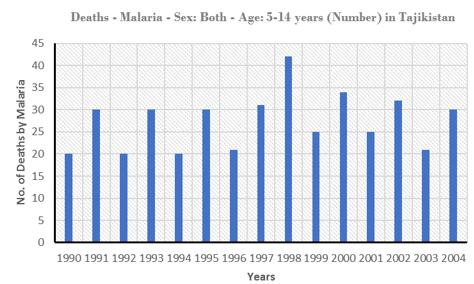 Deaths - Malaria - Sex: Both - Age: 5-14 years (Number) in Tajikistan
45
40
35
30
25
20
15
10
5
0
No. of Deaths by Malaria
1990 1991 1992 1993 1994 1995 1996 1997 1998 1999 2000 2001 2002 2003 2004
Years